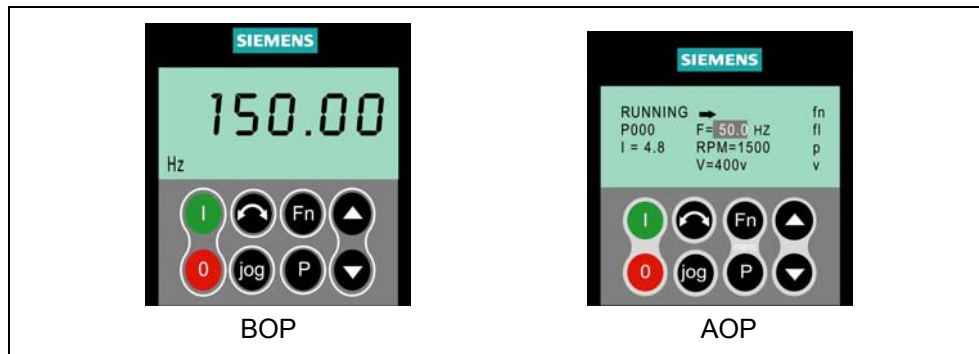 SIEMENS
150.00
Hz
I
Fn
0
jog
P
BOP
SIEMENS
RUNNING fn
P000 F= 50.0 HZ fl
I = 4.8 RPM=1500 p
V=400v v
I
Fn
menu
0
jog
P
AOP